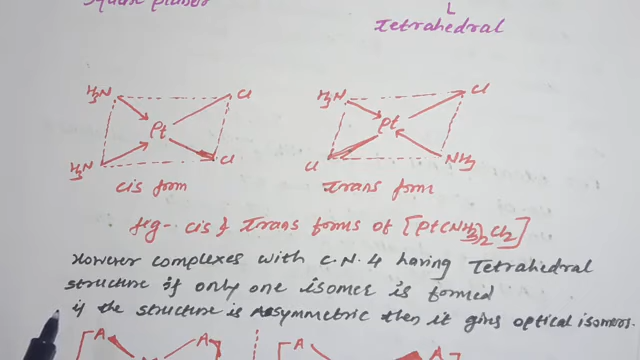 square planar
Tetrahedral
H3N Cl H3N Cl
Pt Pt
H3N Cl Cl NH3
cis form Trans form
fig- cis & Trans forms of [Pt(NH3)2Cl2]
However complexes with C.N.4 having Tetrahedral
structure if only one isomer is formed
if the structure is Asymmetric then it gives optical isomers.
[A A A A]